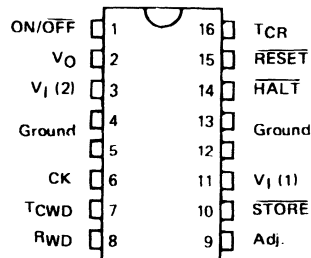 ON/OFF 1 16 TCR
VO 2 15 RESET
VI (2) 3 14 HALT
4 13
Ground Ground
5 12
CK 6 11 VI (1)
TCWD 7 10 STORE
RWD 8 9 Adj.